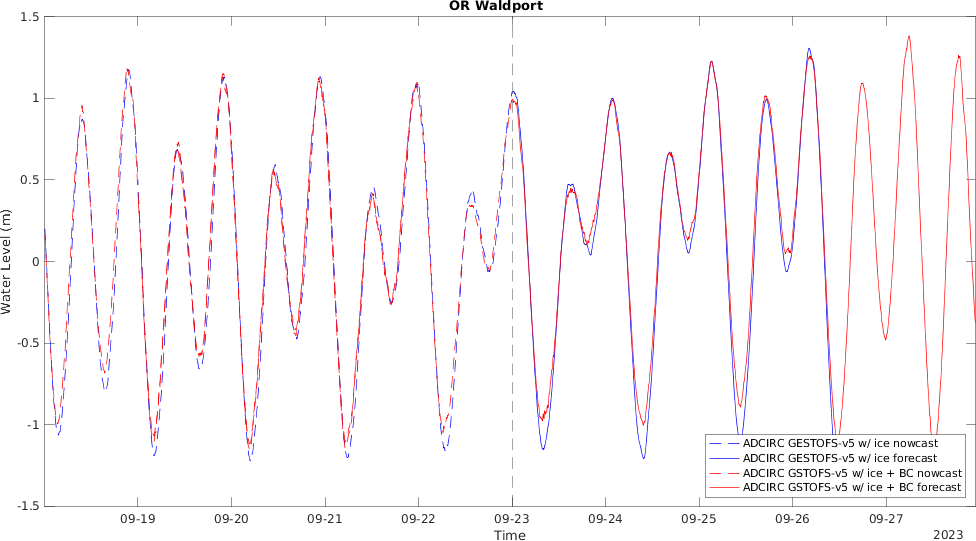 OR Waldport
1.5
1
0.5
0
-0.5
-1
-1.5
Water Level (m)
09-19 09-20 09-21 09-22 09-23 09-24 09-25 09-26 09-27
Time
2023
ADCIRC GESTOFS-v5 w/ ice nowcast
ADCIRC GESTOFS-v5 w/ ice forecast
ADCIRC GSTOFS-v5 w/ ice + BC nowcast
ADCIRC GSTOFS-v5 w/ ice + BC forecast